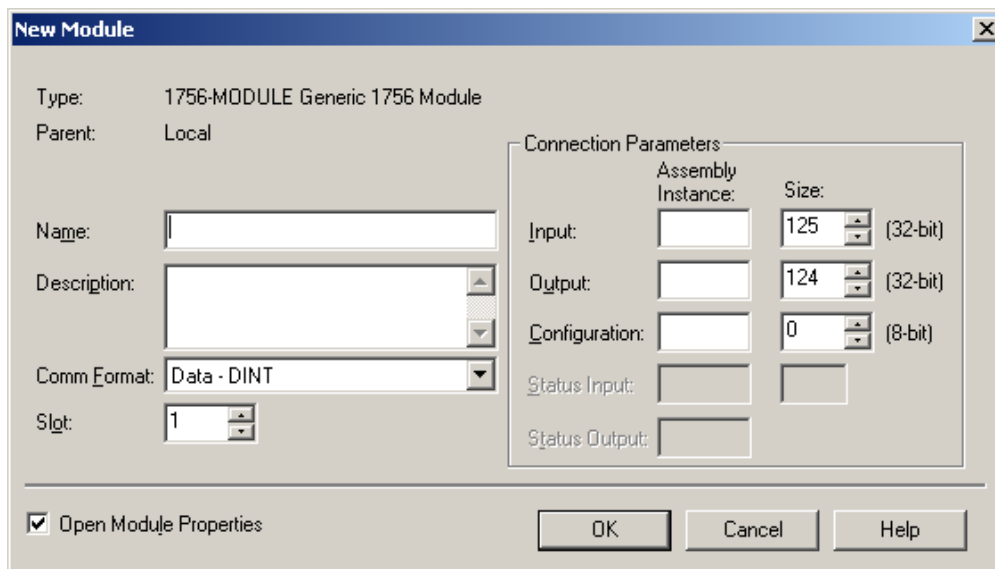 New Module
Type: 1756-MODULE Generic 1756 Module
Parent: Local
Connection Parameters
Assembly Instance: Size:
Name:
Input: 125 (32-bit)
Description:
Output: 124 (32-bit)
Configuration: 0 (8-bit)
Comm Format: Data - DINT
Status Input:
Slot: 1
Status Output:
Open Module Properties
OK Cancel Help